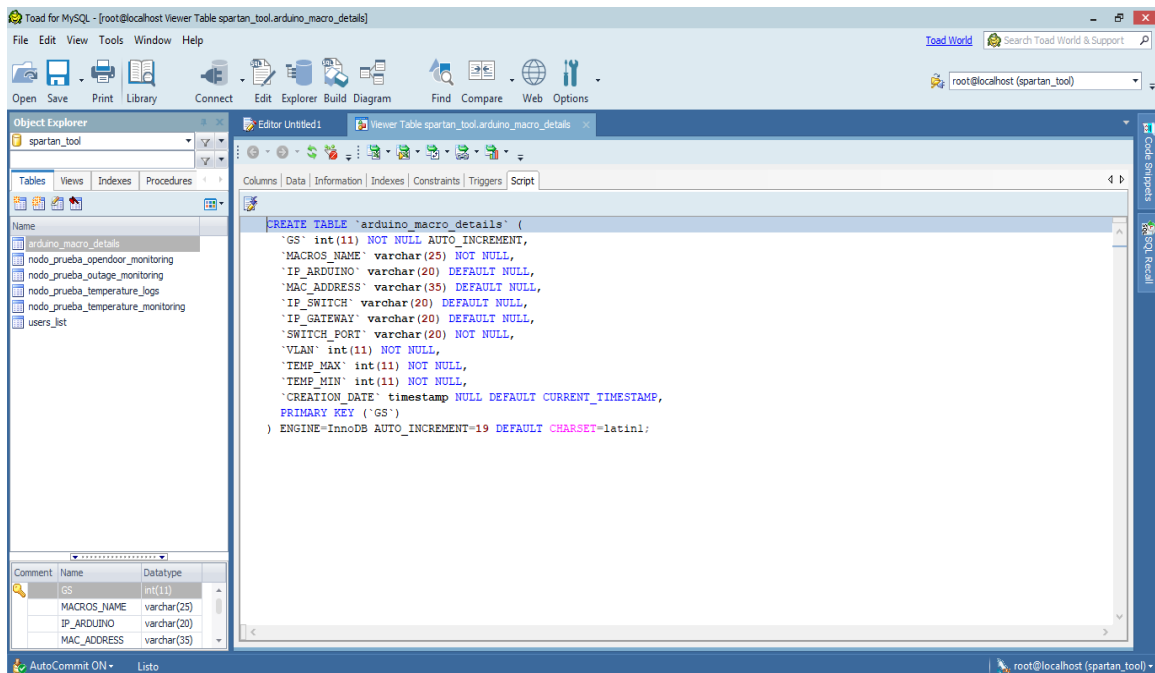 Toad for MySQL - [root@localhost Viewer Table spartan_tool.arduino_macro_details]
File Edit View Tools Window Help
Toad World Search Toad World & Support
Open Save Print Library Connect Edit Explorer Build Diagram Find Compare Web Options
root@localhost (spartan_tool)
Object Explorer
spartan_tool
Tables Views Indexes Procedures
Name
arduino_macro_details
nodo_prueba_opendoor_monitoring
nodo_prueba_outage_monitoring
nodo_prueba_temperature_logs
nodo_prueba_temperature_monitoring
users_list
Comment Name Datatype
GS int(11)
MACROS_NAME varchar(25)
IP_ARDUINO varchar(20)
MAC_ADDRESS varchar(35)
Editor Untitled1 Viewer Table spartan_tool.arduino_macro_details
Columns Data Information Indexes Constraints Triggers Script
CREATE TABLE `arduino_macro_details` (
`GS` int(11) NOT NULL AUTO_INCREMENT,
`MACROS_NAME` varchar(25) NOT NULL,
`IP_ARDUINO` varchar(20) DEFAULT NULL,
`MAC_ADDRESS` varchar(35) DEFAULT NULL,
`IP_SWITCH` varchar(20) DEFAULT NULL,
`IP_GATEWAY` varchar(20) DEFAULT NULL,
`SWITCH_PORT` varchar(20) NOT NULL,
`VLAN` int(11) NOT NULL,
`TEMP_MAX` int(11) NOT NULL,
`TEMP_MIN` int(11) NOT NULL,
`CREATION_DATE` timestamp NULL DEFAULT CURRENT_TIMESTAMP,
PRIMARY KEY (`GS`)
) ENGINE=InnoDB AUTO_INCREMENT=19 DEFAULT CHARSET=latin1;
Code Snippets
SQL Recall
AutoCommit ON Listo
root@localhost (spartan_tool)